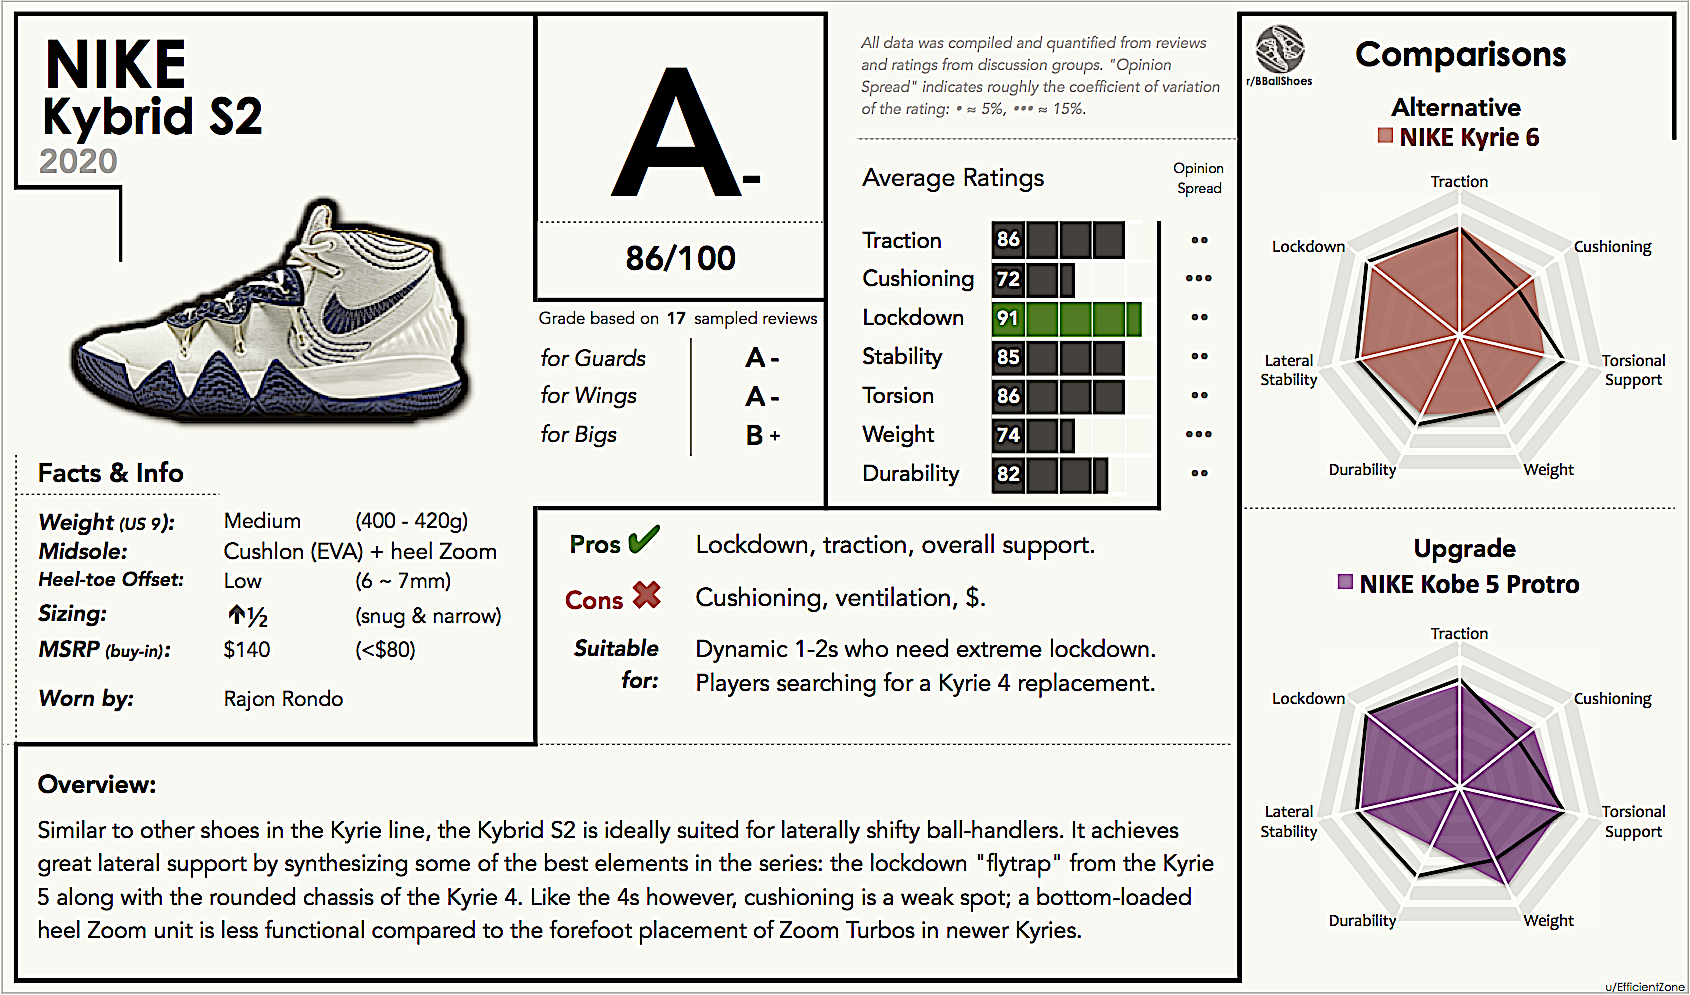 NIKE
Kybrid S2
2020
A-
86/100
Grade based on 17 sampled reviews
for Guards A -
for Wings A -
for Bigs B +
Facts & Info
Weight (US 9): Medium (400 - 420g)
Midsole: Cushlon (EVA) + heel Zoom
Heel-toe Offset: Low (6 ~ 7mm)
Sizing: ↑½ (snug & narrow)
MSRP (buy-in): $140 (<$80)
Worn by: Rajon Rondo
All data was compiled and quantified from reviews
and ratings from discussion groups. "Opinion
Spread" indicates roughly the coefficient of variation
of the rating: • ≈ 5%, ••• ≈ 15%.
Average Ratings
Opinion
Spread
Traction 86 ••
Cushioning 72 •••
Lockdown 91 ••
Stability 85 ••
Torsion 86 ••
Weight 74 •••
Durability 82 ••
Pros ✔ Lockdown, traction, overall support.
Cons ✖ Cushioning, ventilation, $.
Suitable Dynamic 1-2s who need extreme lockdown.
for: Players searching for a Kyrie 4 replacement.
Overview:
Similar to other shoes in the Kyrie line, the Kybrid S2 is ideally suited for laterally shifty ball-handlers. It achieves
great lateral support by synthesizing some of the best elements in the series: the lockdown "flytrap" from the Kyrie
5 along with the rounded chassis of the Kyrie 4. Like the 4s however, cushioning is a weak spot; a bottom-loaded
heel Zoom unit is less functional compared to the forefoot placement of Zoom Turbos in newer Kyries.
r/BBallShoes
Comparisons
Alternative
NIKE Kyrie 6
Traction
Lockdown
Cushioning
Lateral
Stability
Torsional
Support
Durability
Weight
Upgrade
NIKE Kobe 5 Protro
Traction
Lockdown
Cushioning
Lateral
Stability
Torsional
Support
Durability
Weight
u/EfficientZone